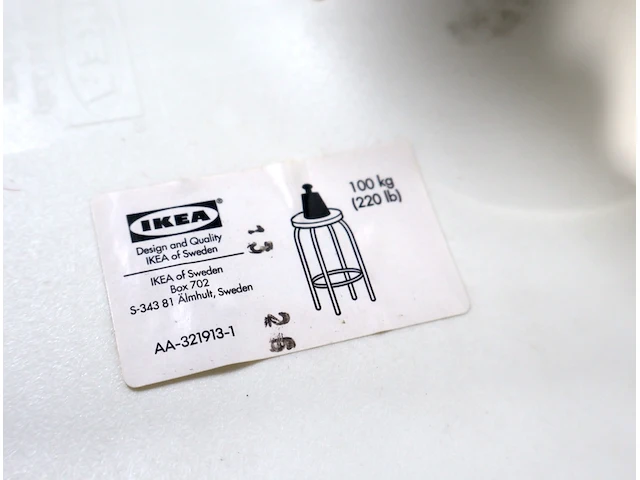 IKEA
Design and Quality
IKEA of Sweden
IKEA of Sweden
Box 702
S-343 81 Älmhult, Sweden
AA-321913-1
100 kg
(220 lb)